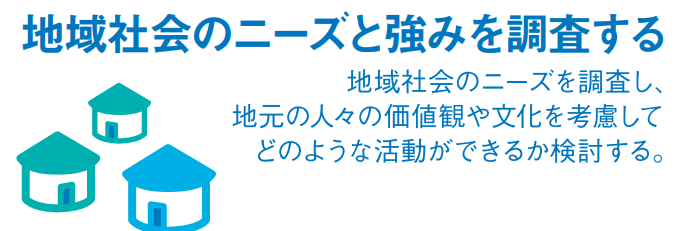 地域社会のニーズと強みを調査する
地域社会のニーズを調査し、
地元の人々の価値観や文化を考慮して
どのような活動ができるか検討する。